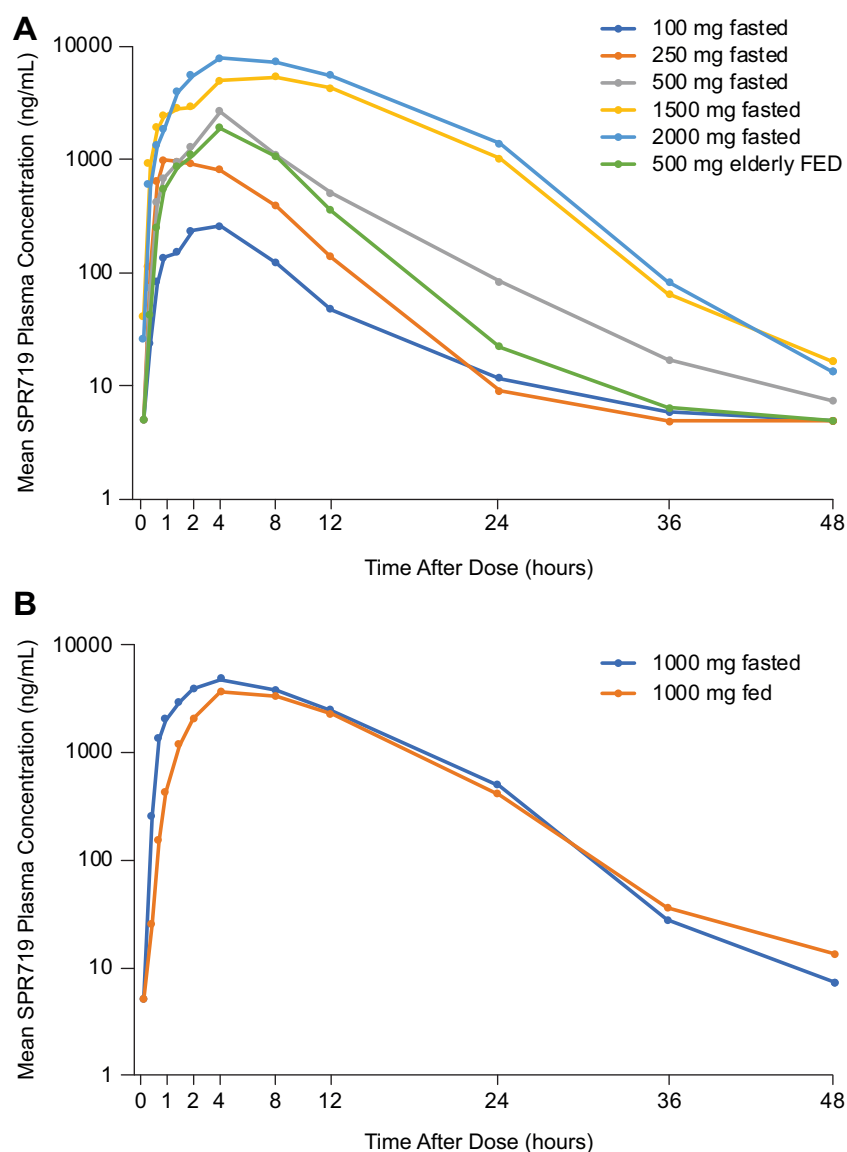 A
100 mg fasted
250 mg fasted
500 mg fasted
1500 mg fasted
2000 mg fasted
500 mg elderly FED
Mean SPR719 Plasma Concentration (ng/mL)
10000
1000
100
10
1
0 1 2 4 8 12 24 36 48
Time After Dose (hours)
B
1000 mg fasted
1000 mg fed
Mean SPR719 Plasma Concentration (ng/mL)
10000
1000
100
10
1
0 1 2 4 8 12 24 36 48
Time After Dose (hours)